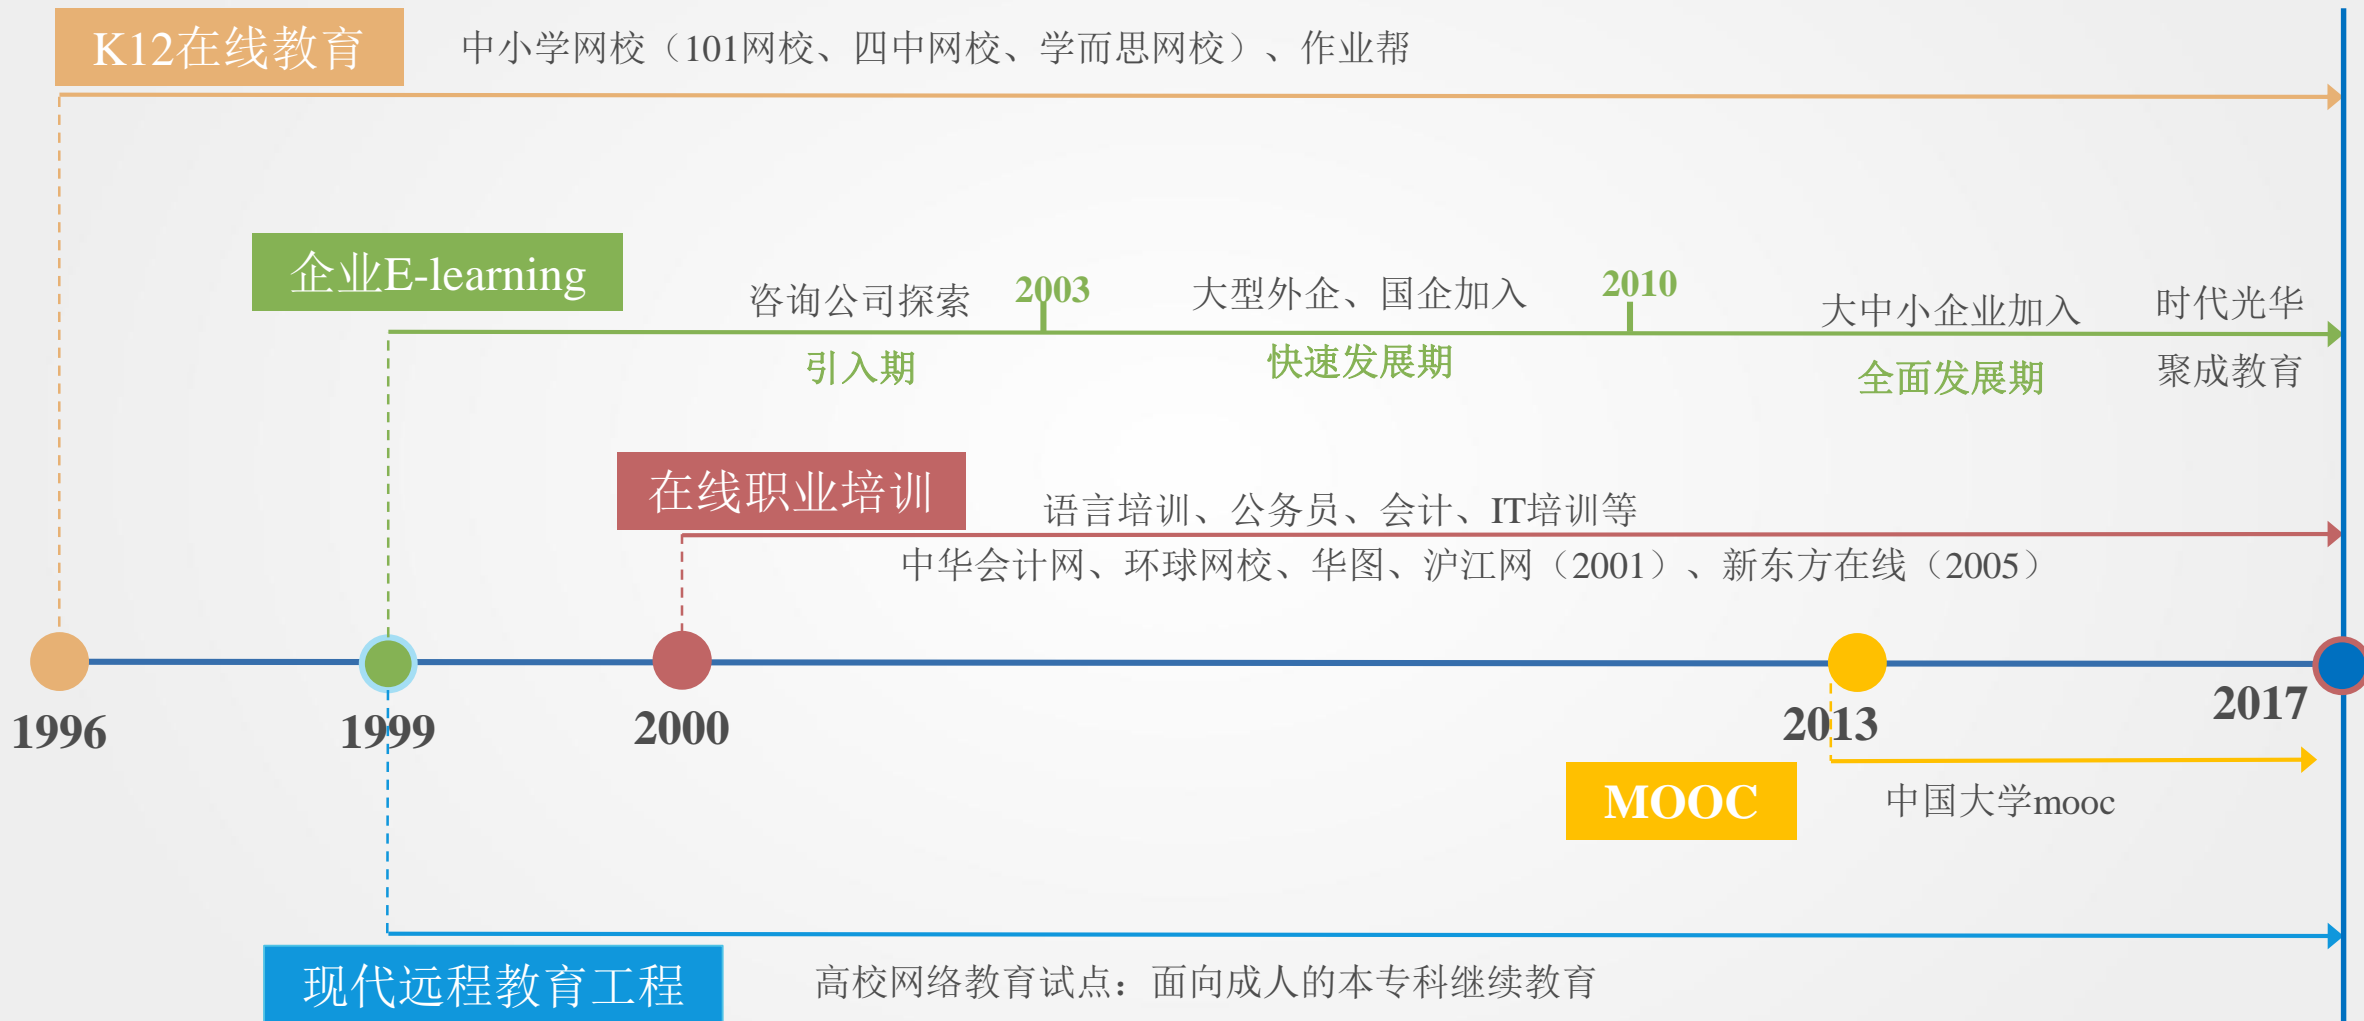 K12在线教育
中小学网校（101网校、四中网校、学而思网校）、作业帮
企业E-learning
咨询公司探索
2003
大型外企、国企加入
2010
大中小企业加入
时代光华
引入期
快速发展期
全面发展期
聚成教育
在线职业培训
语言培训、公务员、会计、IT培训等
中华会计网、环球网校、华图、沪江网（2001）、新东方在线（2005）
1996
1999
2000
2013
2017
MOOC
中国大学mooc
现代远程教育工程
高校网络教育试点：面向成人的本专科继续教育